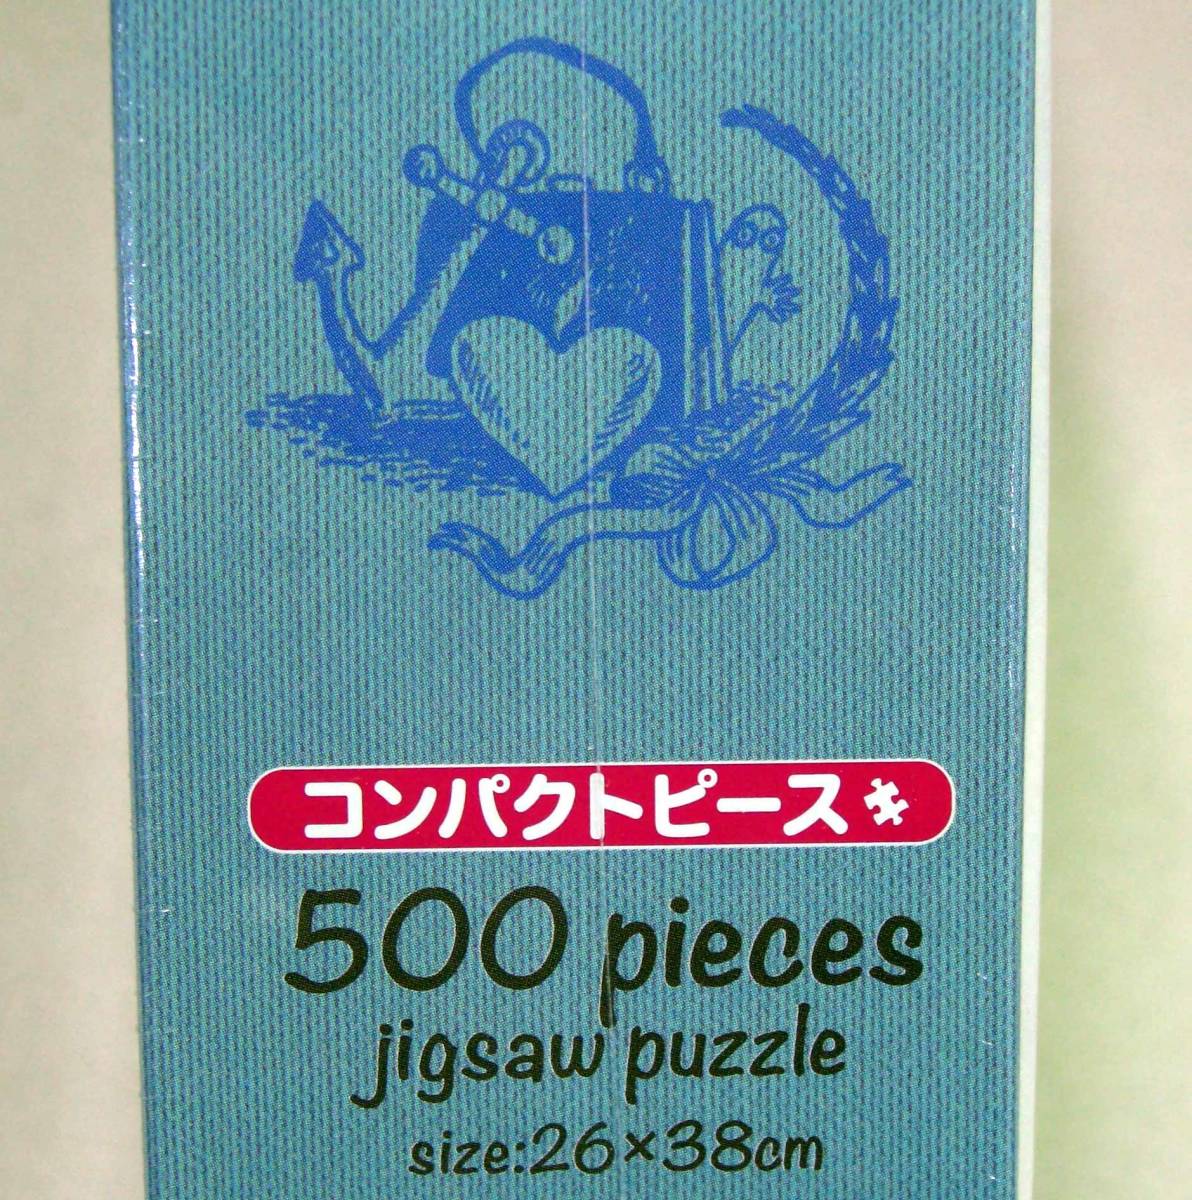 コンパクトピース
500 pieces
jigsaw puzzle
size:26×38cm